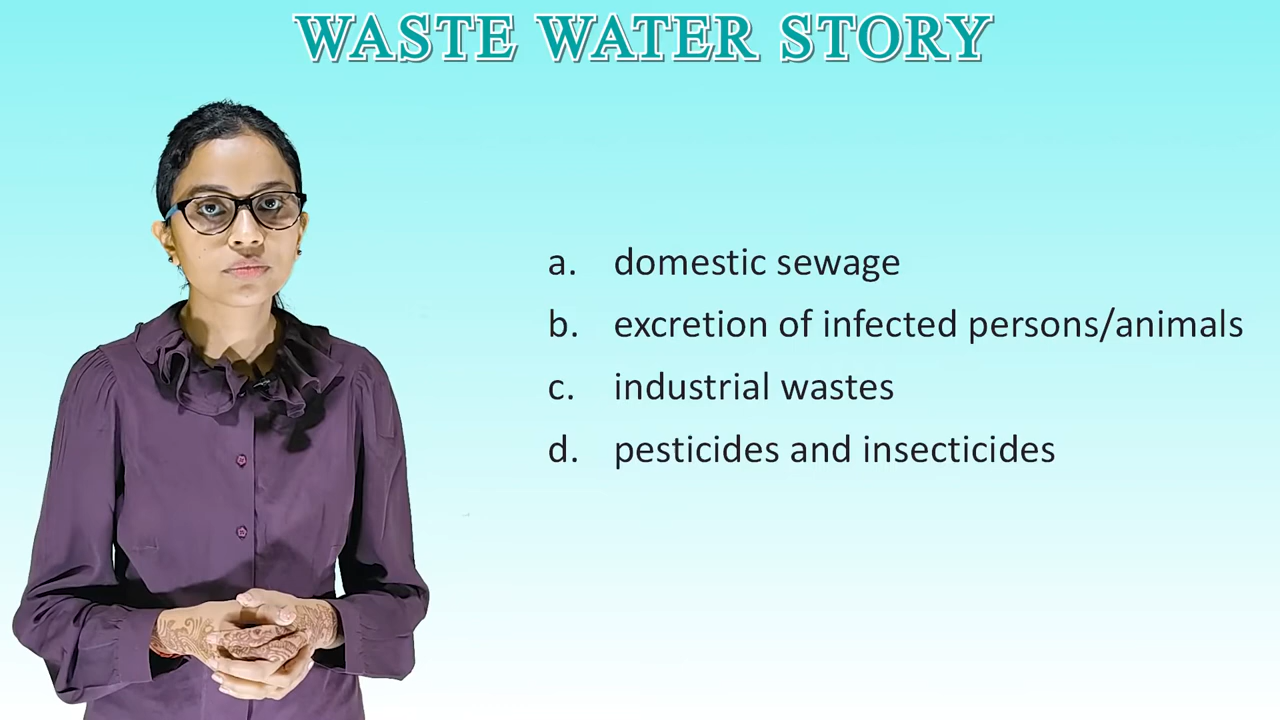 WASTE WATER STORY
a. domestic sewage
b. excretion of infected persons/animals
c. industrial wastes
d. pesticides and insecticides